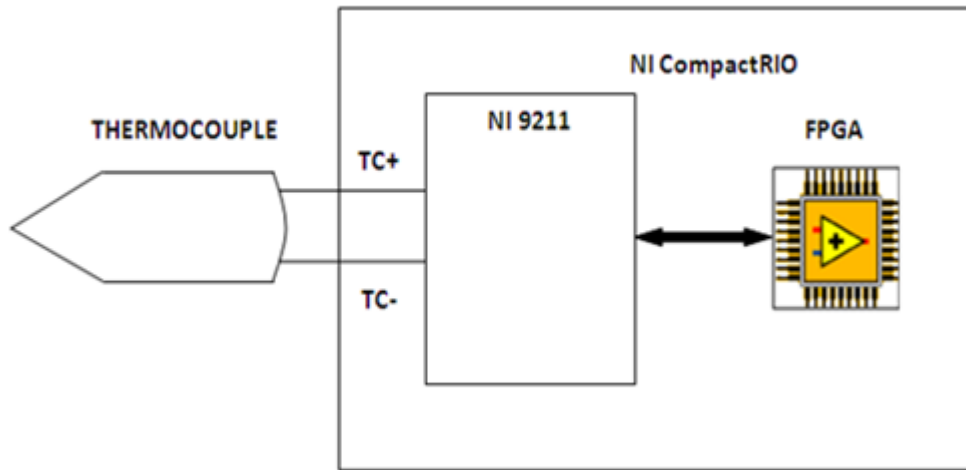 NI CompactRIO
NI 9211
THERMOCOUPLE
FPGA
TC+
TC-